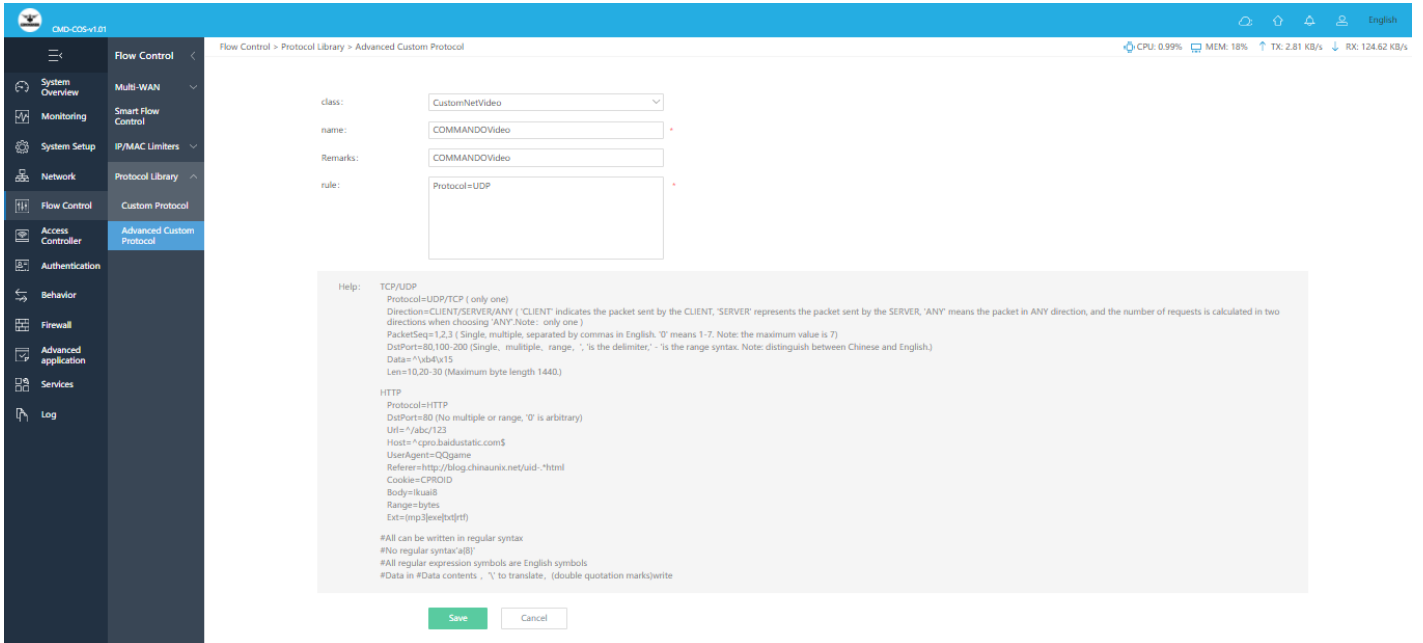 CMD-COS-v1.01
English
Flow Control
Flow Control > Protocol Library > Advanced Custom Protocol
CPU: 0.99% MEM: 18% TX: 2.81 KB/s RX: 124.62 KB/s
System Overview
Monitoring
System Setup
Network
Flow Control
Access Controller
Authentication
Behavior
Firewall
Advanced application
Services
Log
Multi-WAN
Smart Flow Control
IP/MAC Limiters
Protocol Library
Custom Protocol
Advanced Custom Protocol
class: CustomNetVideo
name: COMMANDOVideo *
Remarks: COMMANDOVideo
rule: Protocol=UDP *
Help: TCP/UDP
Protocol=UDP/TCP ( only one)
Direction=CLIENT/SERVER/ANY ( 'CLIENT' indicates the packet sent by the CLIENT, 'SERVER' represents the packet sent by the SERVER, 'ANY' means the packet in ANY direction, and the number of requests is calculated in two
directions when choosing 'ANY'.Note: only one )
PacketSeq=1,2,3 ( Single, multiple, separated by commas in English. '0' means 1-7. Note: the maximum value is 7)
DstPort=80,100-200 (Single, mulitiple, range, ', 'is the delimiter,' - 'is the range syntax. Note: distinguish between Chinese and English.)
Data=^\xb4\x15
Len=10,20-30 (Maximum byte length 1440.)
HTTP
Protocol=HTTP
DstPort=80 (No multiple or range, '0' is arbitrary)
Url=^/abc/123
Host=^cpro.baidustatic.com$
UserAgent=QQgame
Referer=http://blog.chinaunix.net/uid-.*html
Cookie=CPROID
Body=Ikuai8
Range=bytes
Ext=(mp3|exe|txt|rtf)
#All can be written in regular syntax
#No regular syntax'a{8}'
#All regular expression symbols are English symbols
#Data in #Data contents , '\' to translate, (double quotation marks)write
Save Cancel